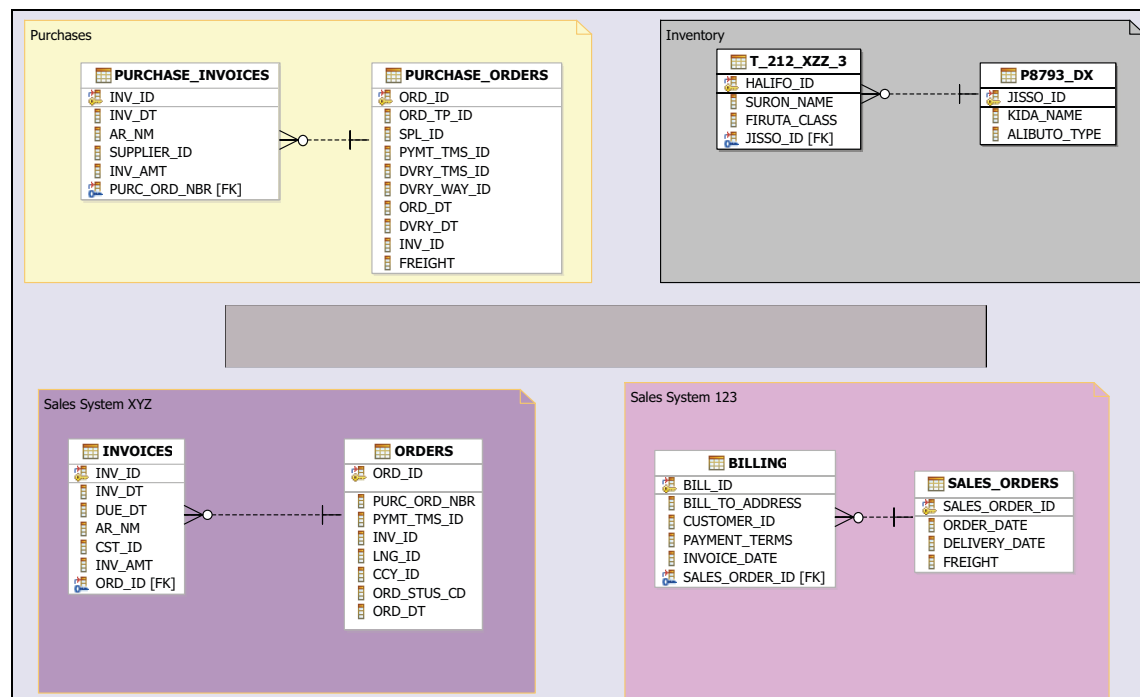 Purchases
PURCHASE_INVOICES
INV_ID
INV_DT
AR_NM
SUPPLIER_ID
INV_AMT
PURC_ORD_NBR [FK]
PURCHASE_ORDERS
ORD_ID
ORD_TP_ID
SPL_ID
PYMT_TMS_ID
DVRY_TMS_ID
DVRY_WAY_ID
ORD_DT
DVRY_DT
INV_ID
FREIGHT
Inventory
T_212_XZZ_3
HALIFO_ID
SURON_NAME
FIRUTA_CLASS
JISSO_ID [FK]
P8793_DX
JISSO_ID
KIDA_NAME
ALIBUTO_TYPE
Sales System XYZ
INVOICES
INV_ID
INV_DT
DUE_DT
AR_NM
CST_ID
INV_AMT
ORD_ID [FK]
ORDERS
ORD_ID
PURC_ORD_NBR
PYMT_TMS_ID
INV_ID
LNG_ID
CCY_ID
ORD_STUS_CD
ORD_DT
Sales System 123
BILLING
BILL_ID
BILL_TO_ADDRESS
CUSTOMER_ID
PAYMENT_TERMS
INVOICE_DATE
SALES_ORDER_ID [FK]
SALES_ORDERS
SALES_ORDER_ID
ORDER_DATE
DELIVERY_DATE
FREIGHT